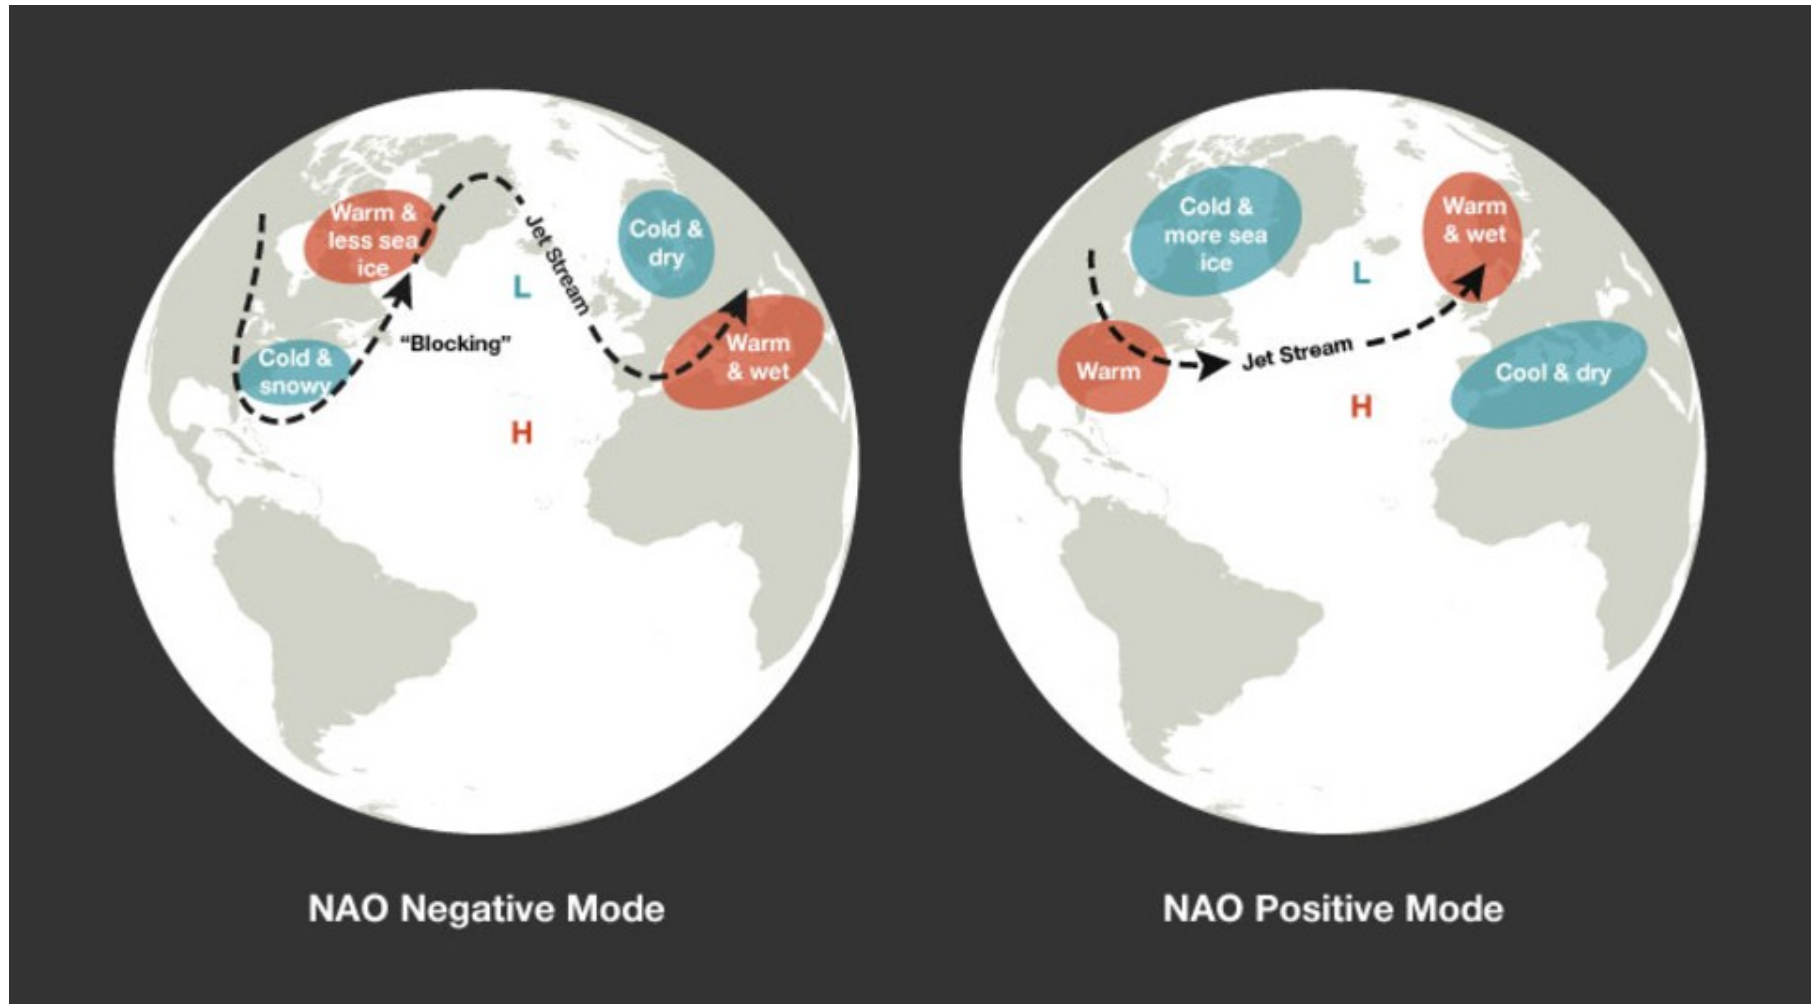 Warm &
less sea
ice
Cold &
dry
Jet Stream
L
"Blocking"
Cold &
snowy
Warm
& wet
H
NAO Negative Mode
Cold &
more sea
ice
Warm
& wet
L
Jet Stream
Warm
Cool & dry
H
NAO Positive Mode